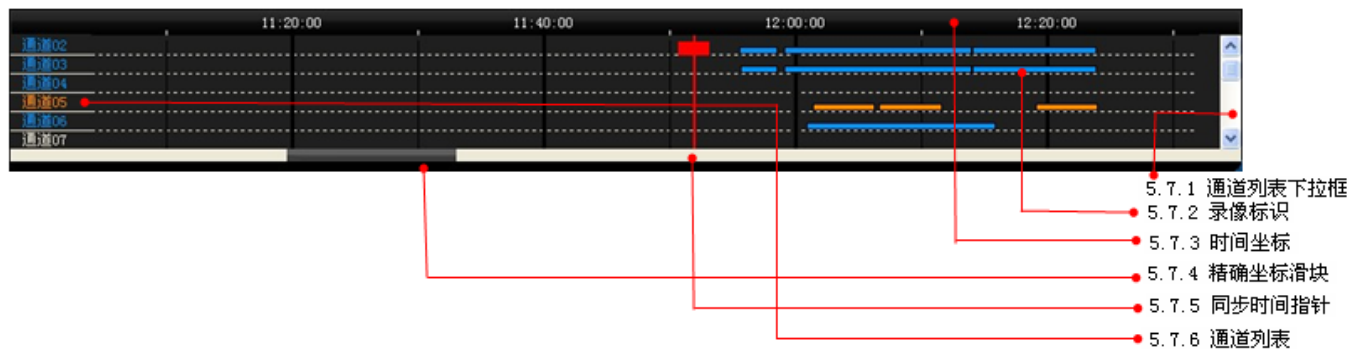 11:20:00 11:40:00 12:00:00 12:20:00
通道02
通道03
通道04
通道05
通道06
通道07
5.7.1 通道列表下拉框
5.7.2 录像标识
5.7.3 时间坐标
5.7.4 精确坐标滑块
5.7.5 同步时间指针
5.7.6 通道列表